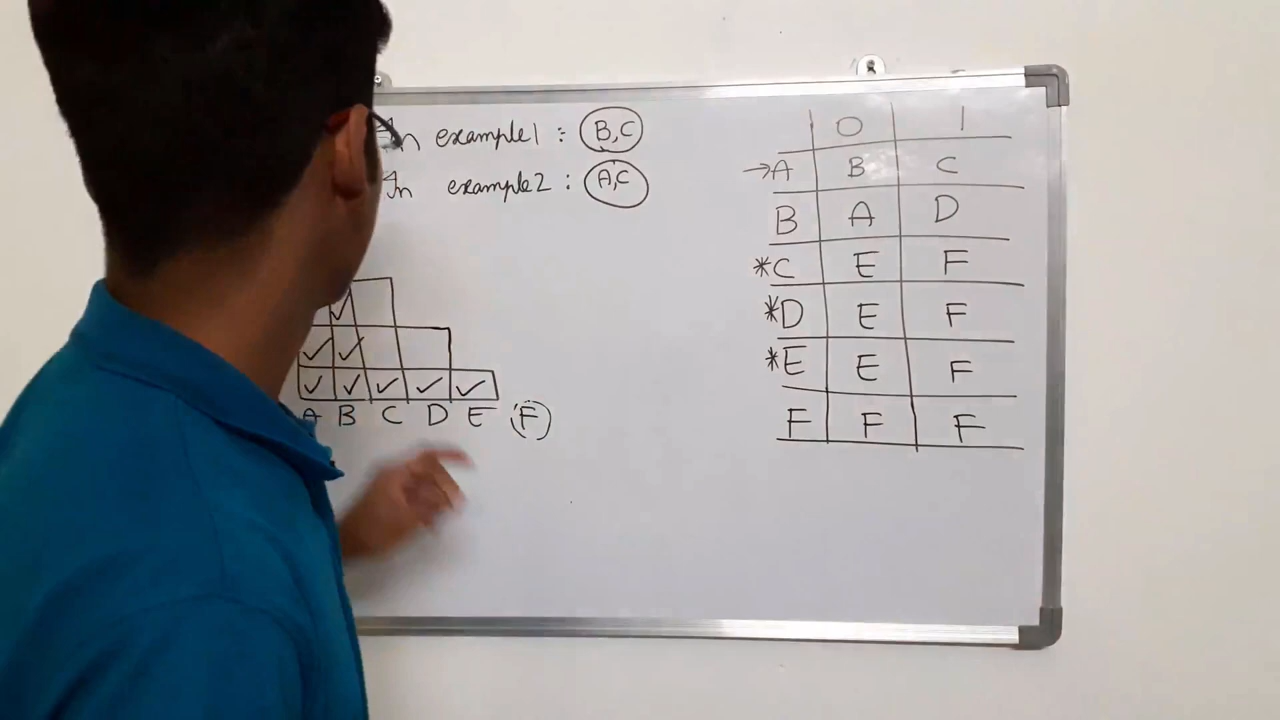 In example1 : B,C
In example2 : A,C
✓
✓ ✓
✓ ✓ ✓ ✓ ✓
A B C D E F
0 1
→A B C
B A D
*C E F
*D E F
*E E F
F F F